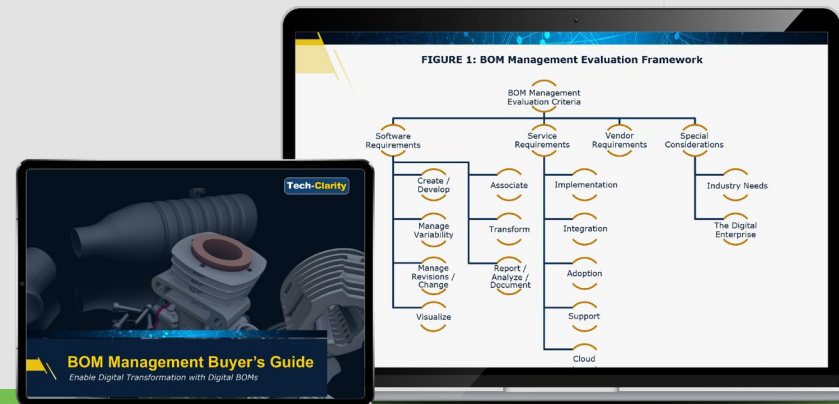 FIGURE 1: BOM Management Evaluation Framework
BOM Management
Evaluation Criteria
Software
Requirements
Service
Requirements
Vendor
Requirements
Special
Considerations
Create /
Develop
Associate
Implementation
Industry Needs
Manage
Variability
Transform
Integration
The Digital
Enterprise
Manage
Revisions /
Change
Report /
Analyze /
Document
Adoption
Visualize
Support
Cloud
Tech-Clarity
BOM Management Buyer's Guide
Enable Digital Transformation with Digital BOMs